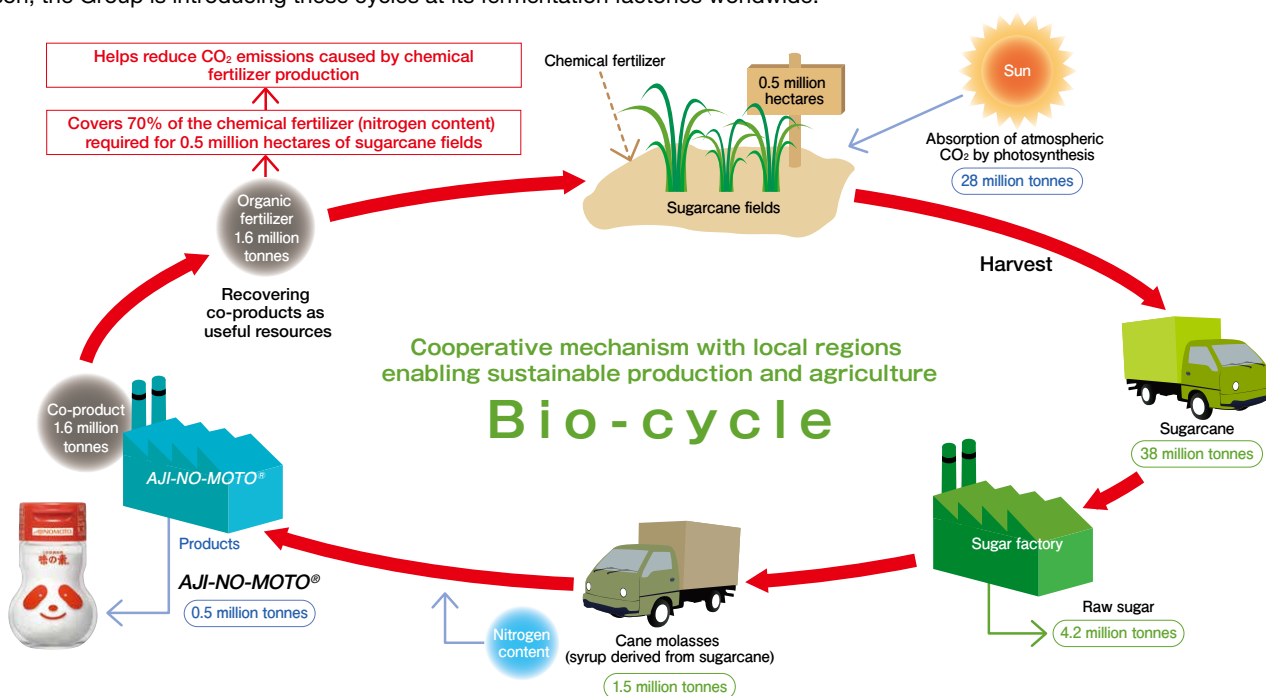 on, the Group is introducing these cycles at its fermentation factories worldwide.
Helps reduce CO₂ emissions caused by chemical
fertilizer production
Covers 70% of the chemical fertilizer (nitrogen content)
required for 0.5 million hectares of sugarcane fields
Organic
fertilizer
1.6 million
tonnes
Recovering
co-products as
useful resources
Chemical fertilizer
0.5 million
hectares
Sugarcane fields
Sun
Absorption of atmospheric
CO₂ by photosynthesis
28 million tonnes
Harvest
Cooperative mechanism with local regions
enabling sustainable production and agriculture
Bio-cycle
Sugarcane
38 million tonnes
Sugar factory
Raw sugar
4.2 million tonnes
Cane molasses
(syrup derived from sugarcane)
1.5 million tonnes
Nitrogen
content
Co-product
1.6 million
tonnes
AJI-NO-MOTO®
Products
AJI-NO-MOTO®
0.5 million tonnes
AJINOMOTO
味の素